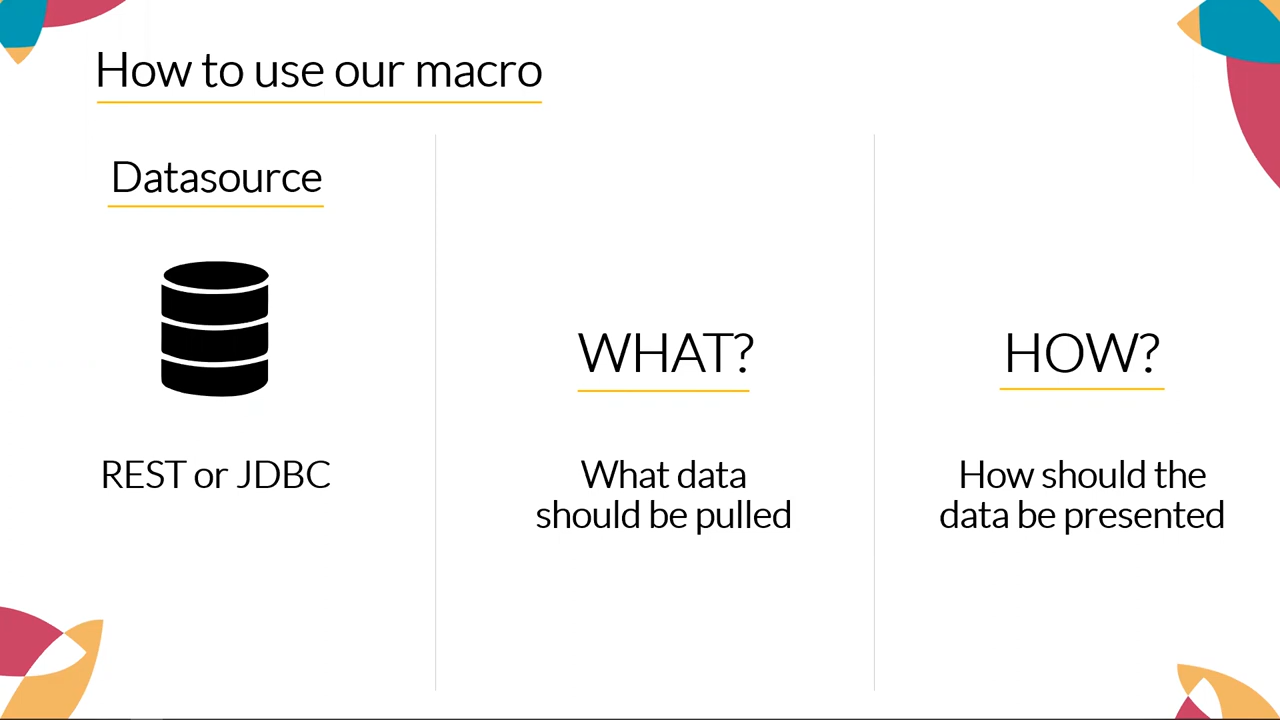 How to use our macro
Datasource
REST or JDBC
WHAT?
What data
should be pulled
HOW?
How should the
data be presented